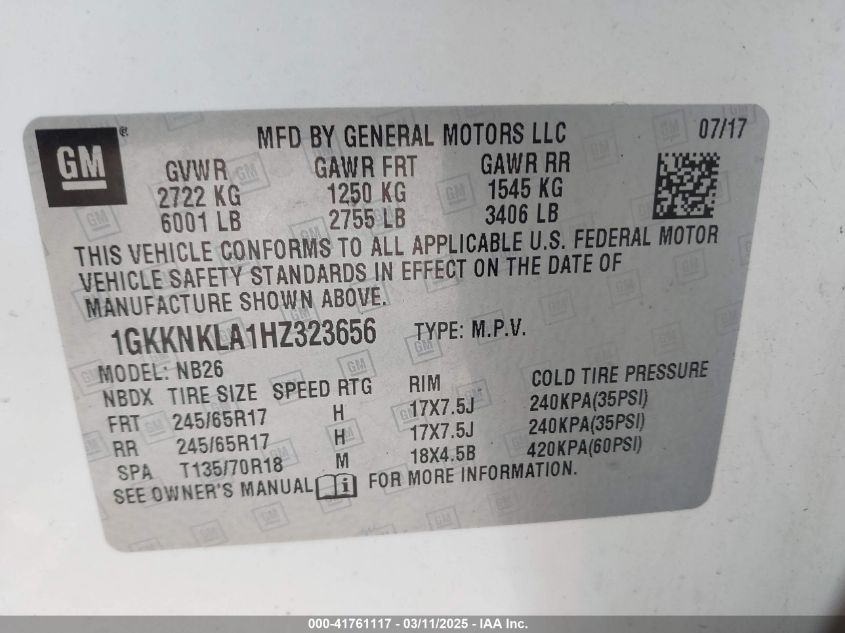 GM
®
MFD BY GENERAL MOTORS LLC 07/17
GVWR GAWR FRT GAWR RR
2722 KG 1250 KG 1545 KG
6001 LB 2755 LB 3406 LB
THIS VEHICLE CONFORMS TO ALL APPLICABLE U.S. FEDERAL MOTOR
VEHICLE SAFETY STANDARDS IN EFFECT ON THE DATE OF
MANUFACTURE SHOWN ABOVE.
1GKKNKLA1HZ323656 TYPE: M.P.V.
MODEL: NB26
NBDX TIRE SIZE SPEED RTG RIM COLD TIRE PRESSURE
FRT 245/65R17 H 17X7.5J 240KPA(35PSI)
RR 245/65R17 H 17X7.5J 240KPA(35PSI)
SPA T135/70R18 M 18X4.5B 420KPA(60PSI)
SEE OWNER'S MANUAL i FOR MORE INFORMATION.
000-41761117 - 03/11/2025 - IAA Inc.